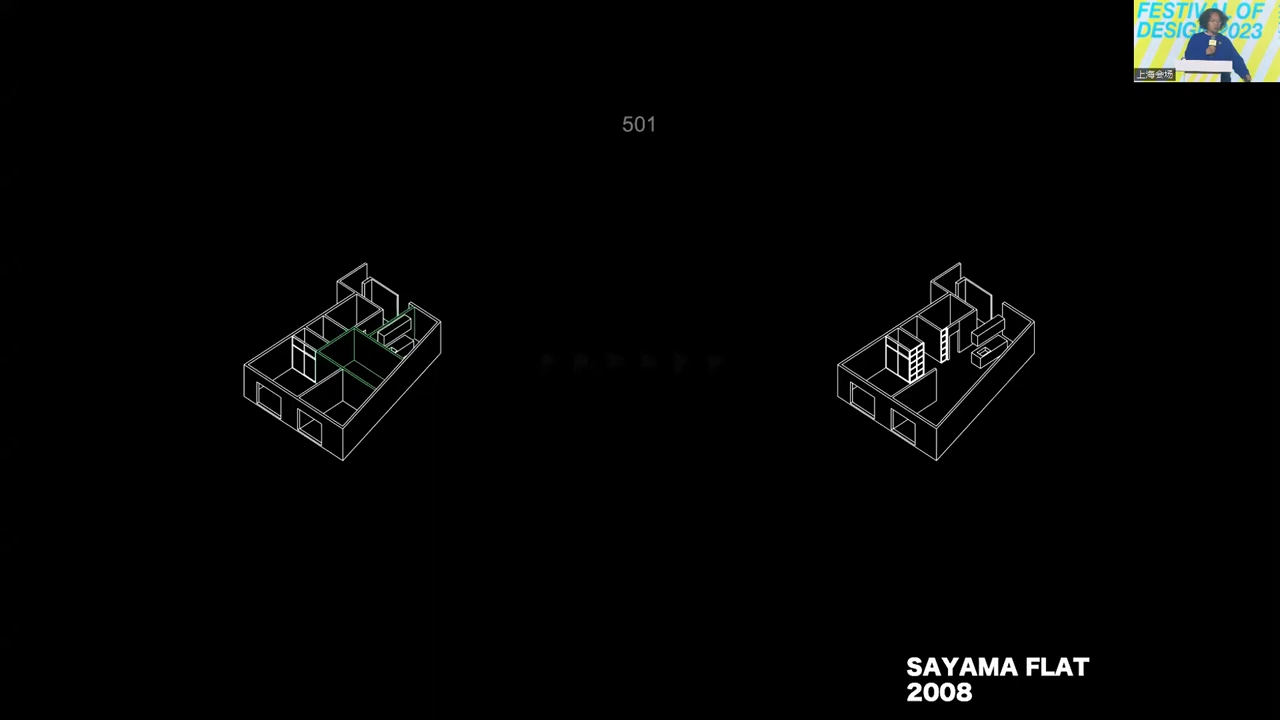 FESTIVAL OF
DESIGN 2023
上海会场
501
SAYAMA FLAT
2008